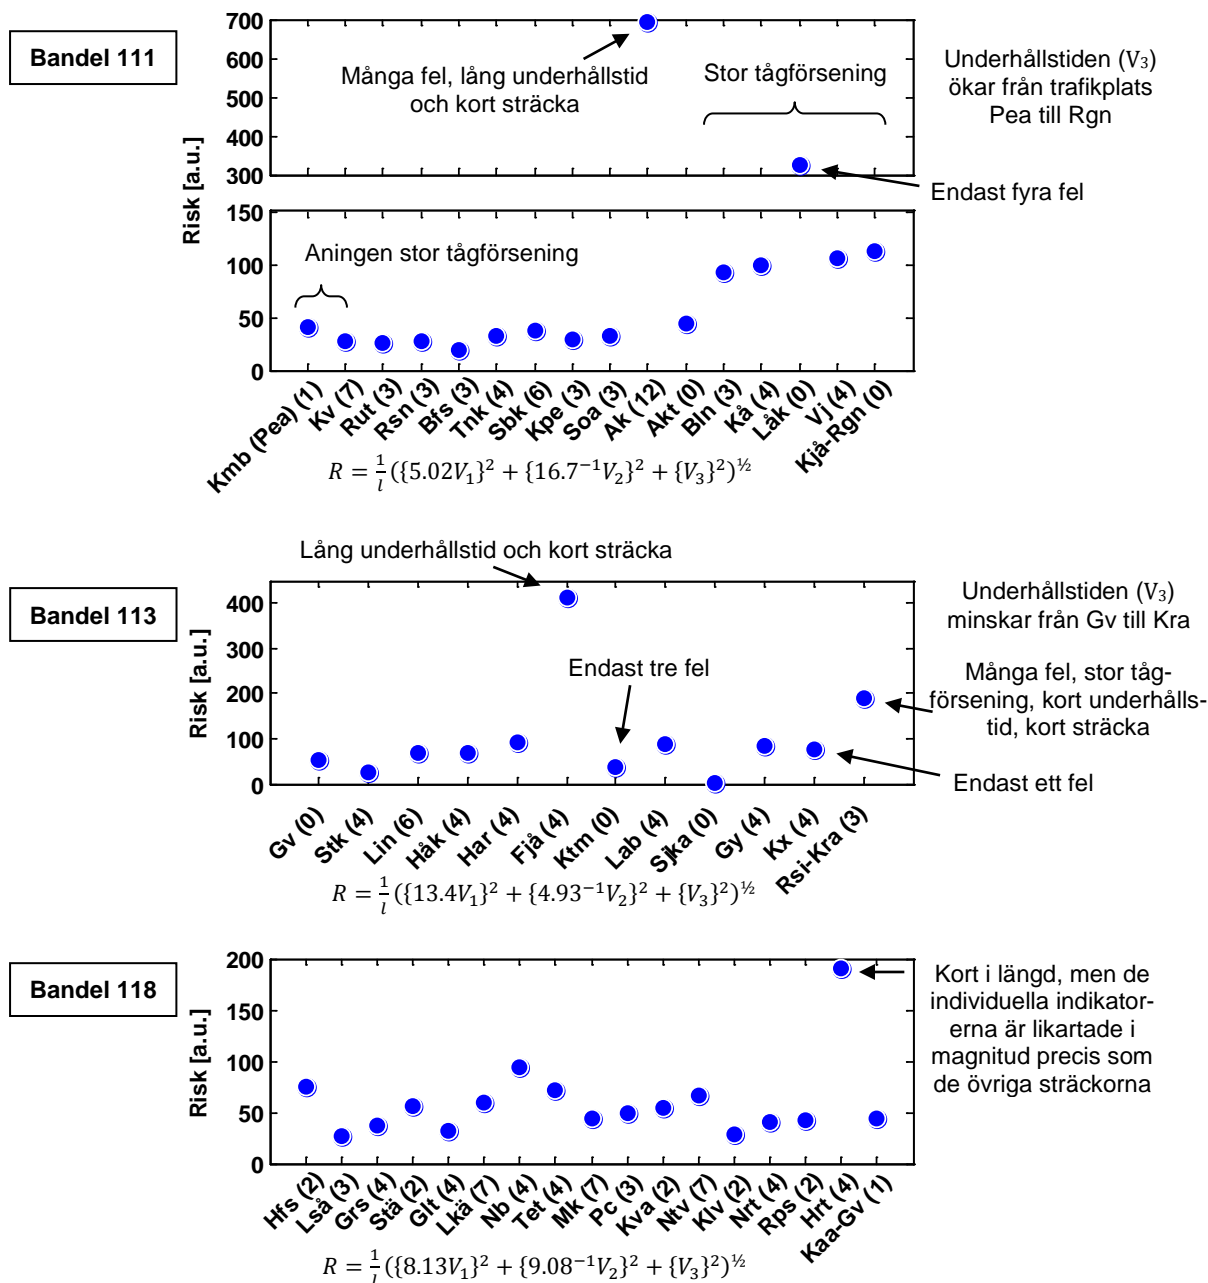 Bandel 111
Risk [a.u.]
700
600
500
400
300
150
100
50
0
Många fel, lång underhållstid
och kort sträcka
Stor tågförsening
Underhållstiden (V₃)
ökar från trafikplats
Pea till Rgn
Endast fyra fel
Aningen stor tågförsening
Kmb (Pea) (1)
Kv (7)
Rut (3)
Rsn (3)
Bfs (3)
Tnk (4)
Sbk (6)
Kpe (3)
Soa (3)
Ak (12)
Akt (0)
Bln (3)
Kå (4)
Låk (0)
Vj (4)
Kjå-Rgn (0)
R = 1/l ({5.02V₁}² + {16.7⁻¹V₂}² + {V₃}²)^½
Bandel 113
Risk [a.u.]
400
300
200
100
0
Lång underhållstid och kort sträcka
Endast tre fel
Underhållstiden (V₃)
minskar från Gv till Kra
Många fel, stor tåg-
försening, kort underhålls-
tid, kort sträcka
Endast ett fel
Gv (0)
Stk (4)
Lin (6)
Håk (4)
Har (4)
Fjå (4)
Ktm (0)
Lab (4)
Sjka (0)
Gy (4)
Kx (4)
Rsi-Kra (3)
R = 1/l ({13.4V₁}² + {4.93⁻¹V₂}² + {V₃}²)^½
Bandel 118
Risk [a.u.]
200
150
100
50
0
Kort i längd, men de
individuella indikator-
erna är likartade i
magnitud precis som
de övriga sträckorna
Hfs (2)
Lså (3)
Grs (4)
Stä (2)
Glt (4)
Lkä (7)
Nb (4)
Tet (4)
Mk (7)
Pc (3)
Kva (2)
Ntv (7)
Klv (2)
Nrt (4)
Rps (2)
Hrt (4)
Kaa-Gv (1)
R = 1/l ({8.13V₁}² + {9.08⁻¹V₂}² + {V₃}²)^½